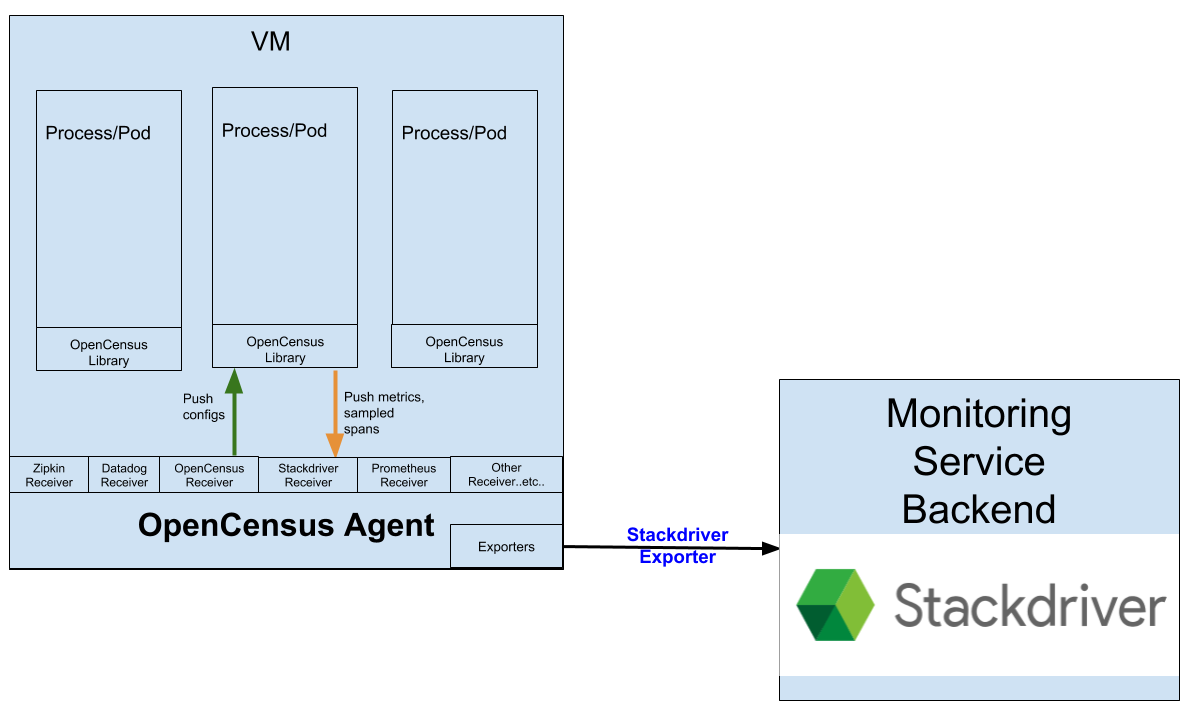 VM
Process/Pod
Process/Pod
Process/Pod
OpenCensus
Library
OpenCensus
Library
OpenCensus
Library
Push
configs
Push metrics,
sampled
spans
Zipkin
Receiver
Datadog
Receiver
OpenCensus
Receiver
Stackdriver
Receiver
Prometheus
Receiver
Other
Receiver..etc..
OpenCensus Agent
Exporters
Stackdriver
Exporter
Monitoring
Service
Backend
Stackdriver